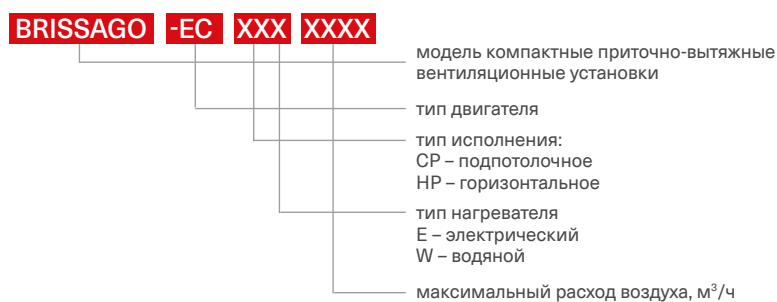 BRISSAGO -EC XXX XXXX
модель компактные приточно-вытяжные
вентиляционные установки
тип двигателя
тип исполнения:
CP – подпотолочное
HP – горизонтальное
тип нагревателя
E – электрический
W – водяной
максимальный расход воздуха, м³/ч